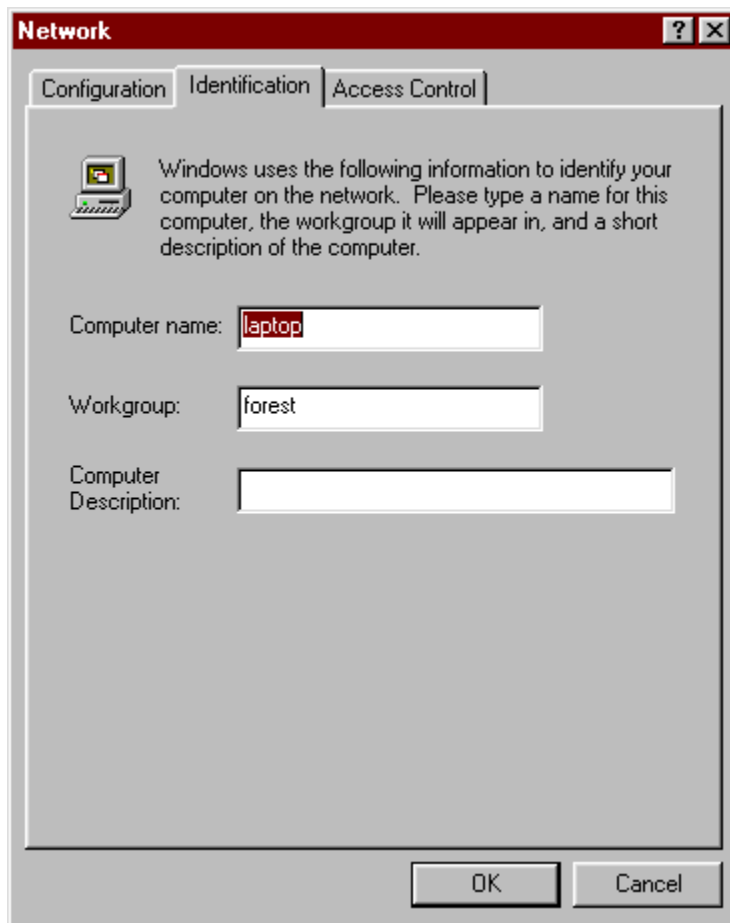 Network
Configuration Identification Access Control
Windows uses the following information to identify your
computer on the network.  Please type a name for this
computer, the workgroup it will appear in, and a short
description of the computer.
Computer name: laptop
Workgroup: forest
Computer
Description:
OK Cancel